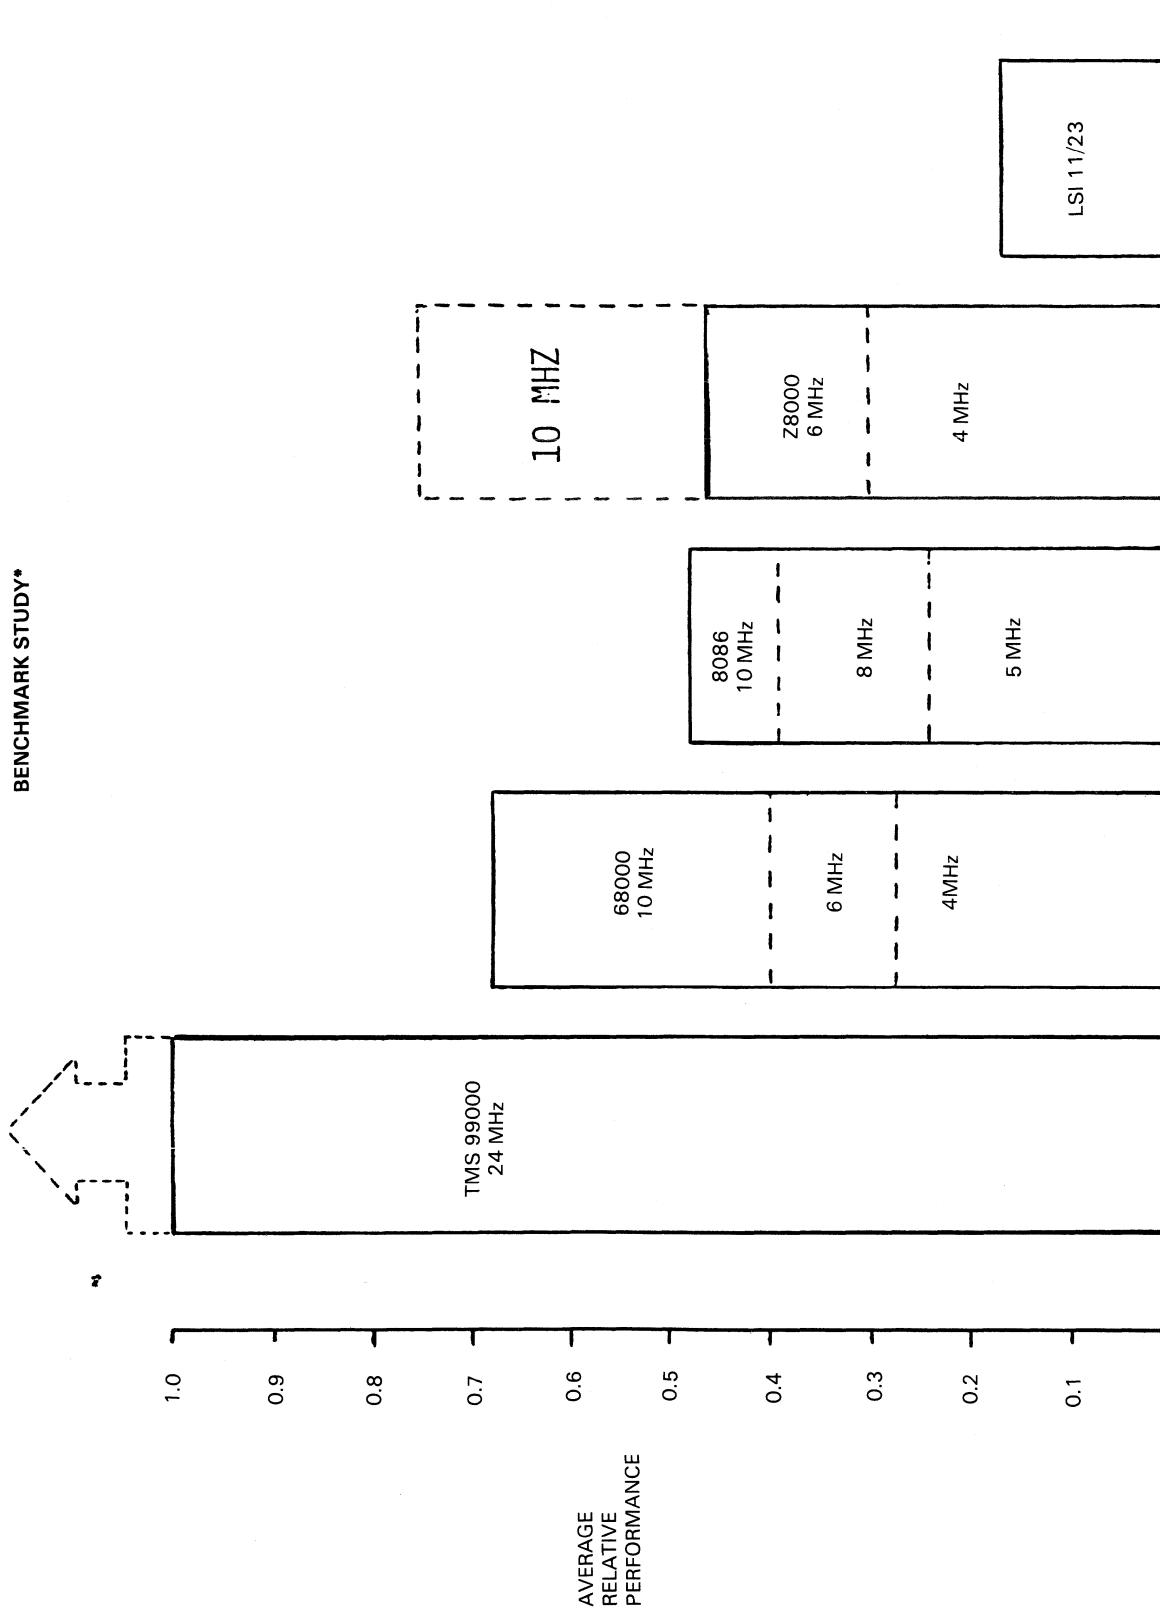 BENCHMARK STUDY*
AVERAGE
RELATIVE
PERFORMANCE
1.0
0.9
0.8
0.7
0.6
0.5
0.4
0.3
0.2
0.1
TMS 99000
24 MHz
68000
10 MHz
6 MHz
4MHz
8086
10 MHz
8 MHz
5 MHz
10 MHZ
Z8000
6 MHz
4 MHz
LSI 11/23